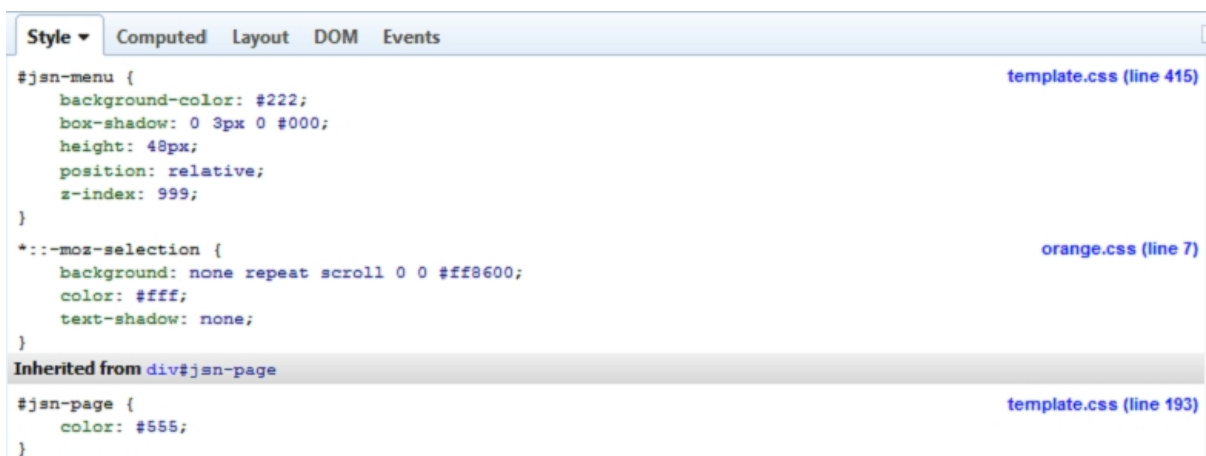 Style ▾ Computed Layout DOM Events
#jsn-menu { template.css (line 415)
    background-color: #222;
    box-shadow: 0 3px 0 #000;
    height: 48px;
    position: relative;
    z-index: 999;
}
*::-moz-selection { orange.css (line 7)
    background: none repeat scroll 0 0 #ff8600;
    color: #fff;
    text-shadow: none;
}
Inherited from div#jsn-page
#jsn-page { template.css (line 193)
    color: #555;
}